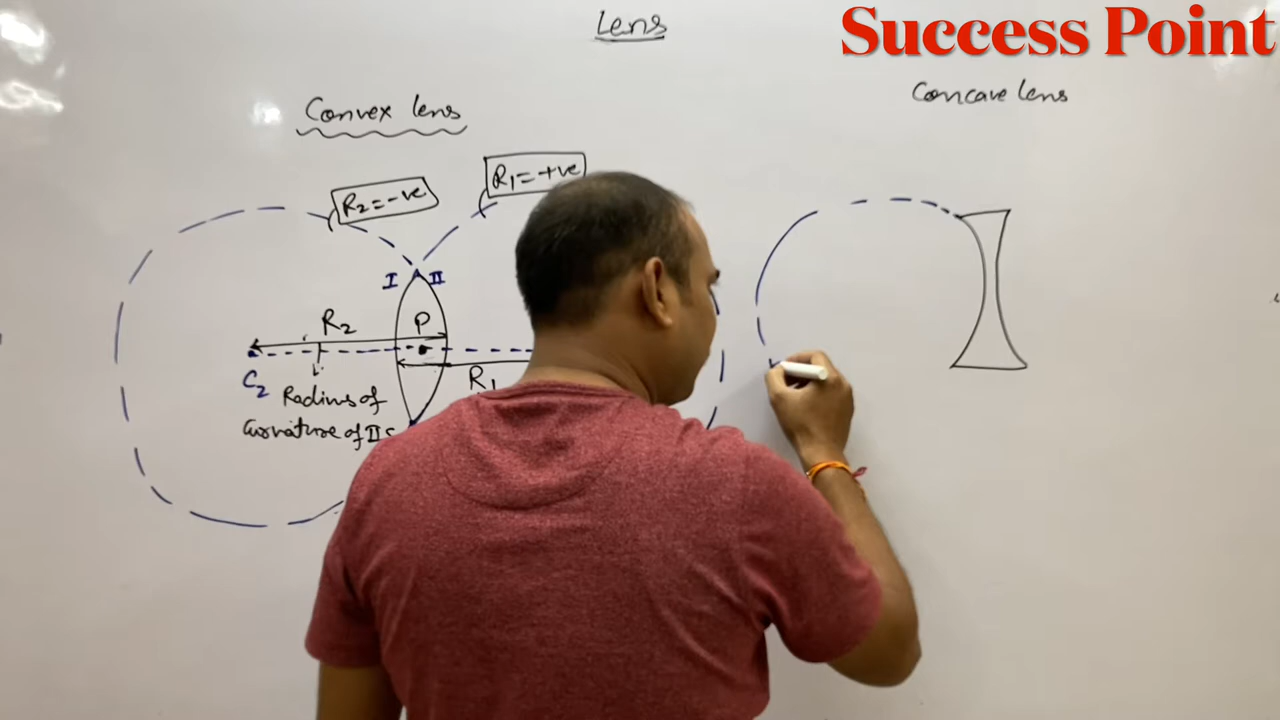 Lens
Success Point
Convex lens
Concave lens
R₂ = -ve
R₁ = +ve
I II
R₂
P
C₂
R₁
Radius of
Curvature of II S